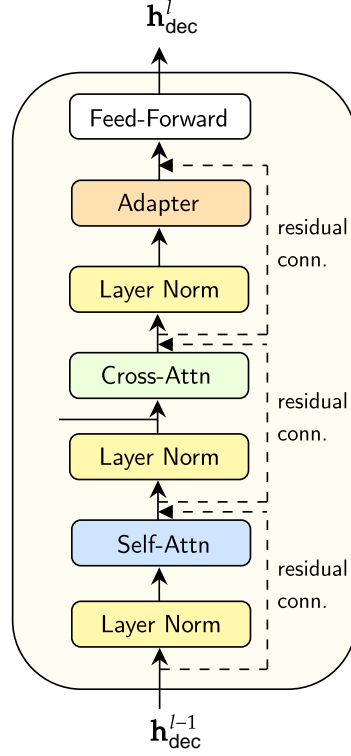 h^l_dec
Feed-Forward
Adapter
residual
conn.
Layer Norm
Cross-Attn
residual
conn.
Layer Norm
Self-Attn
residual
conn.
Layer Norm
h^{l−1}_dec